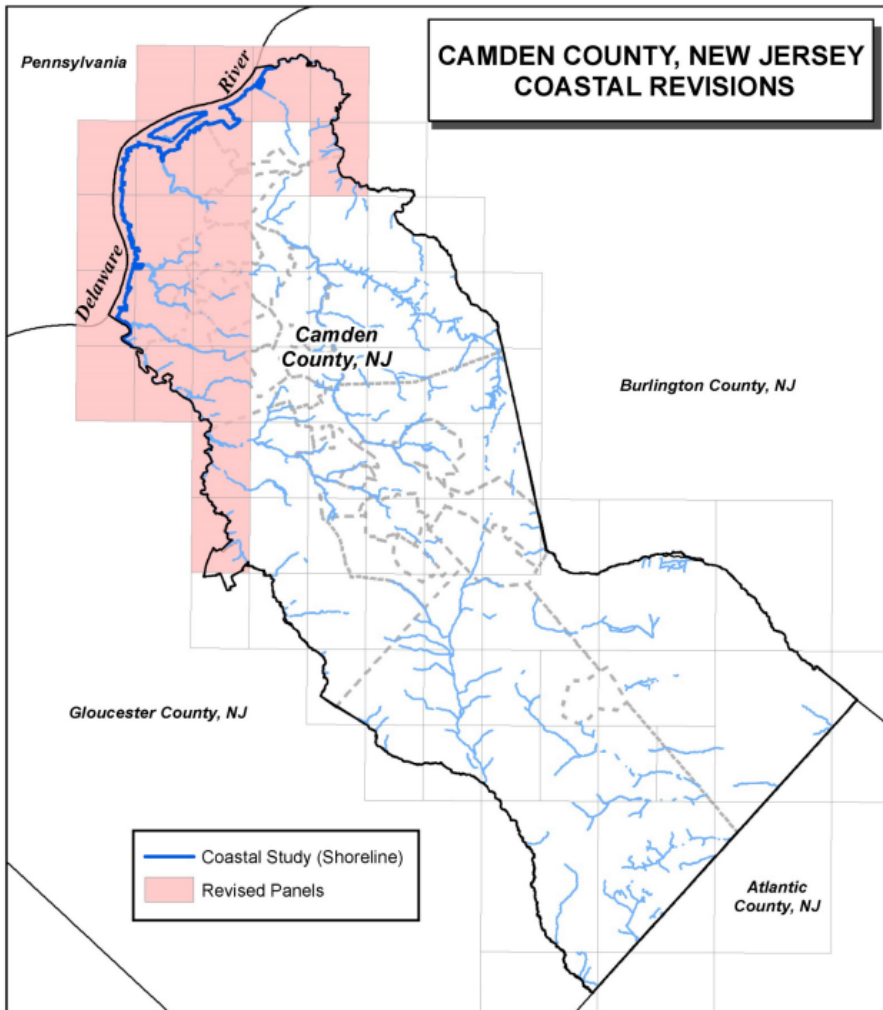 CAMDEN COUNTY, NEW JERSEY
COASTAL REVISIONS
Pennsylvania
River
Delaware
Camden
County, NJ
Burlington County, NJ
Gloucester County, NJ
Atlantic
County, NJ
Coastal Study (Shoreline)
Revised Panels